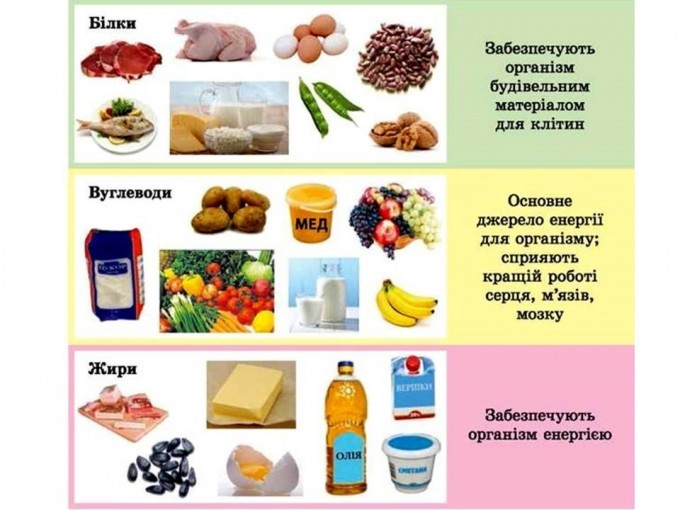 Білки
Забезпечують
організм
будівельним
матеріалом
для клітин
Вуглеводи
МЕД
ЦУКОР
Основне
джерело енергії
для організму;
сприяють
кращій роботі
серця, м’язів,
мозку
Жири
ВЕРШКИ
ОЛІЯ
СМЕТАНА
Забезпечують
організм енергією